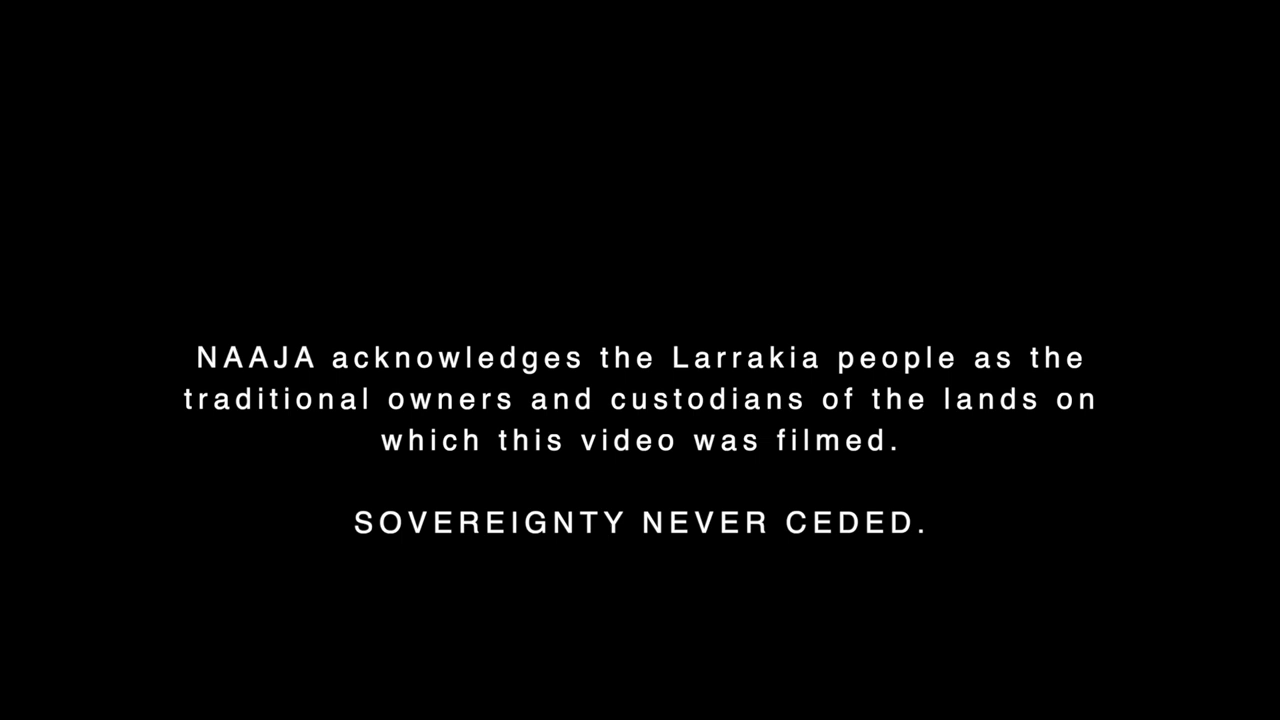 NAAJA acknowledges the Larrakia people as the
traditional owners and custodians of the lands on
which this video was filmed.
SOVEREIGNTY NEVER CEDED.